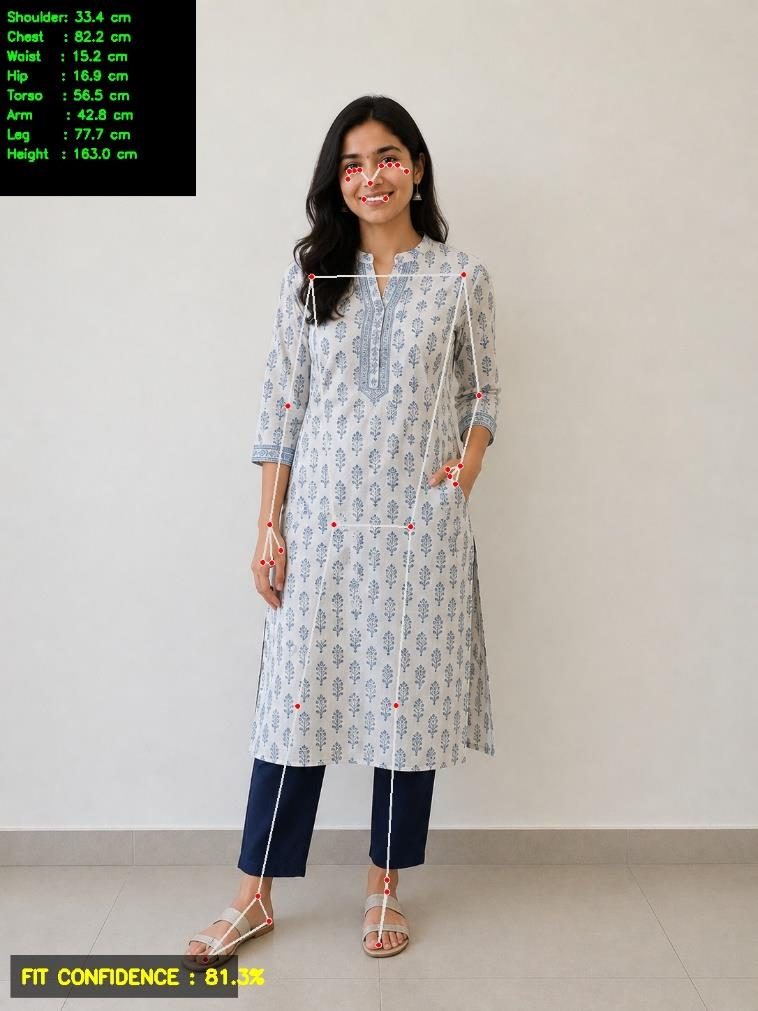 Shoulder: 33.4 cm
Chest : 82.2 cm
Waist : 15.2 cm
Hip : 16.9 cm
Torso : 56.5 cm
Arm : 42.8 cm
Leg : 77.7 cm
Height : 163.0 cm
FIT CONFIDENCE : 81.3%